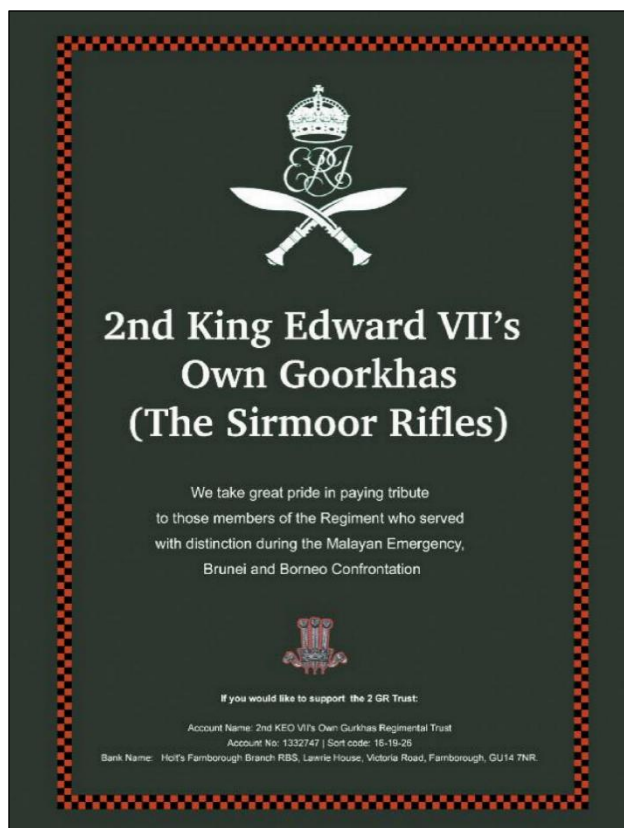 2nd King Edward VII's
Own Goorkhas
(The Sirmoor Rifles)
We take great pride in paying tribute
to those members of the Regiment who served
with distinction during the Malayan Emergency,
Brunei and Borneo Confrontation
If you would like to support the 2 GR Trust:
Account Name: 2nd KEO VII's Own Gurkhas Regimental Trust
Account No: 1332747 | Sort code: 16-19-26
Bank Name: Holt's Farnborough Branch RBS, Lawrie House, Victoria Road, Farnborough, GU14 7NR.